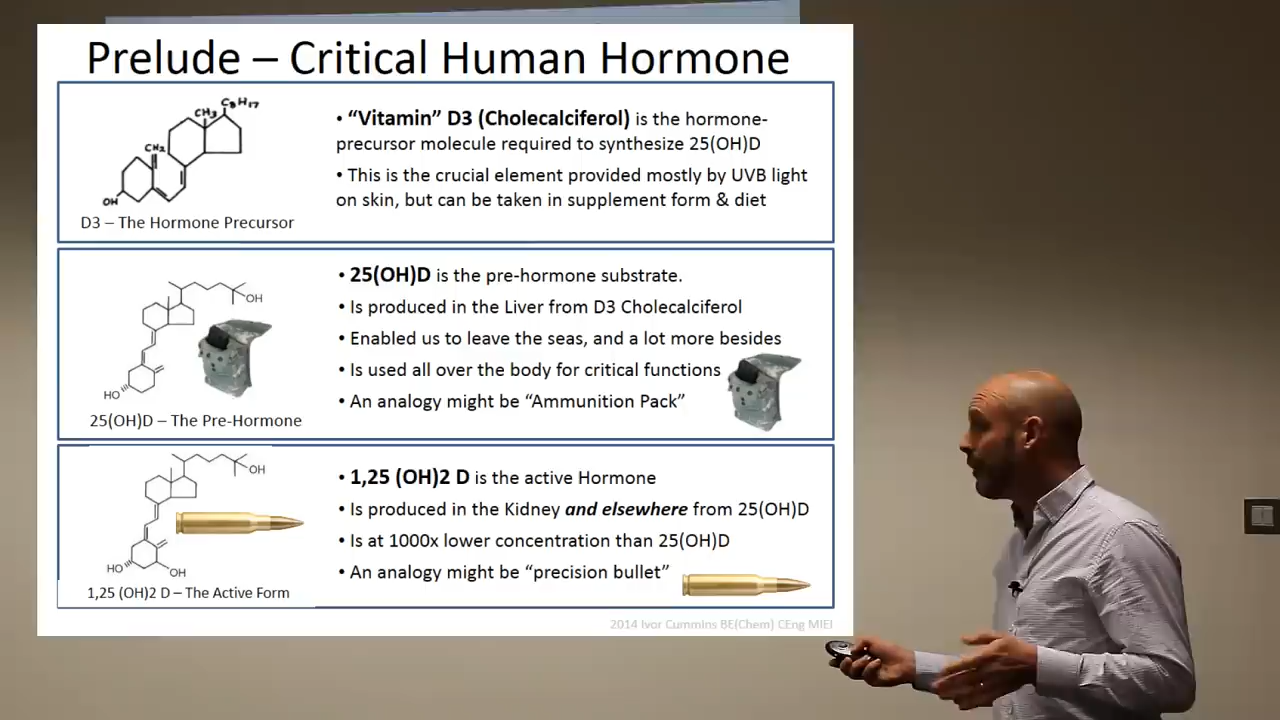 Prelude – Critical Human Hormone
CH₃
C₈H₁₇
CH₂
OH
D3 – The Hormone Precursor
• “Vitamin” D3 (Cholecalciferol) is the hormone-
precursor molecule required to synthesize 25(OH)D
• This is the crucial element provided mostly by UVB light
on skin, but can be taken in supplement form & diet
OH
HO
25(OH)D – The Pre-Hormone
• 25(OH)D is the pre-hormone substrate.
• Is produced in the Liver from D3 Cholecalciferol
• Enabled us to leave the seas, and a lot more besides
• Is used all over the body for critical functions
• An analogy might be “Ammunition Pack”
OH
HO
OH
1,25 (OH)2 D – The Active Form
• 1,25 (OH)2 D is the active Hormone
• Is produced in the Kidney and elsewhere from 25(OH)D
• Is at 1000x lower concentration than 25(OH)D
• An analogy might be “precision bullet”
2014 Ivor Cummins BE(Chem) CEng MIEI